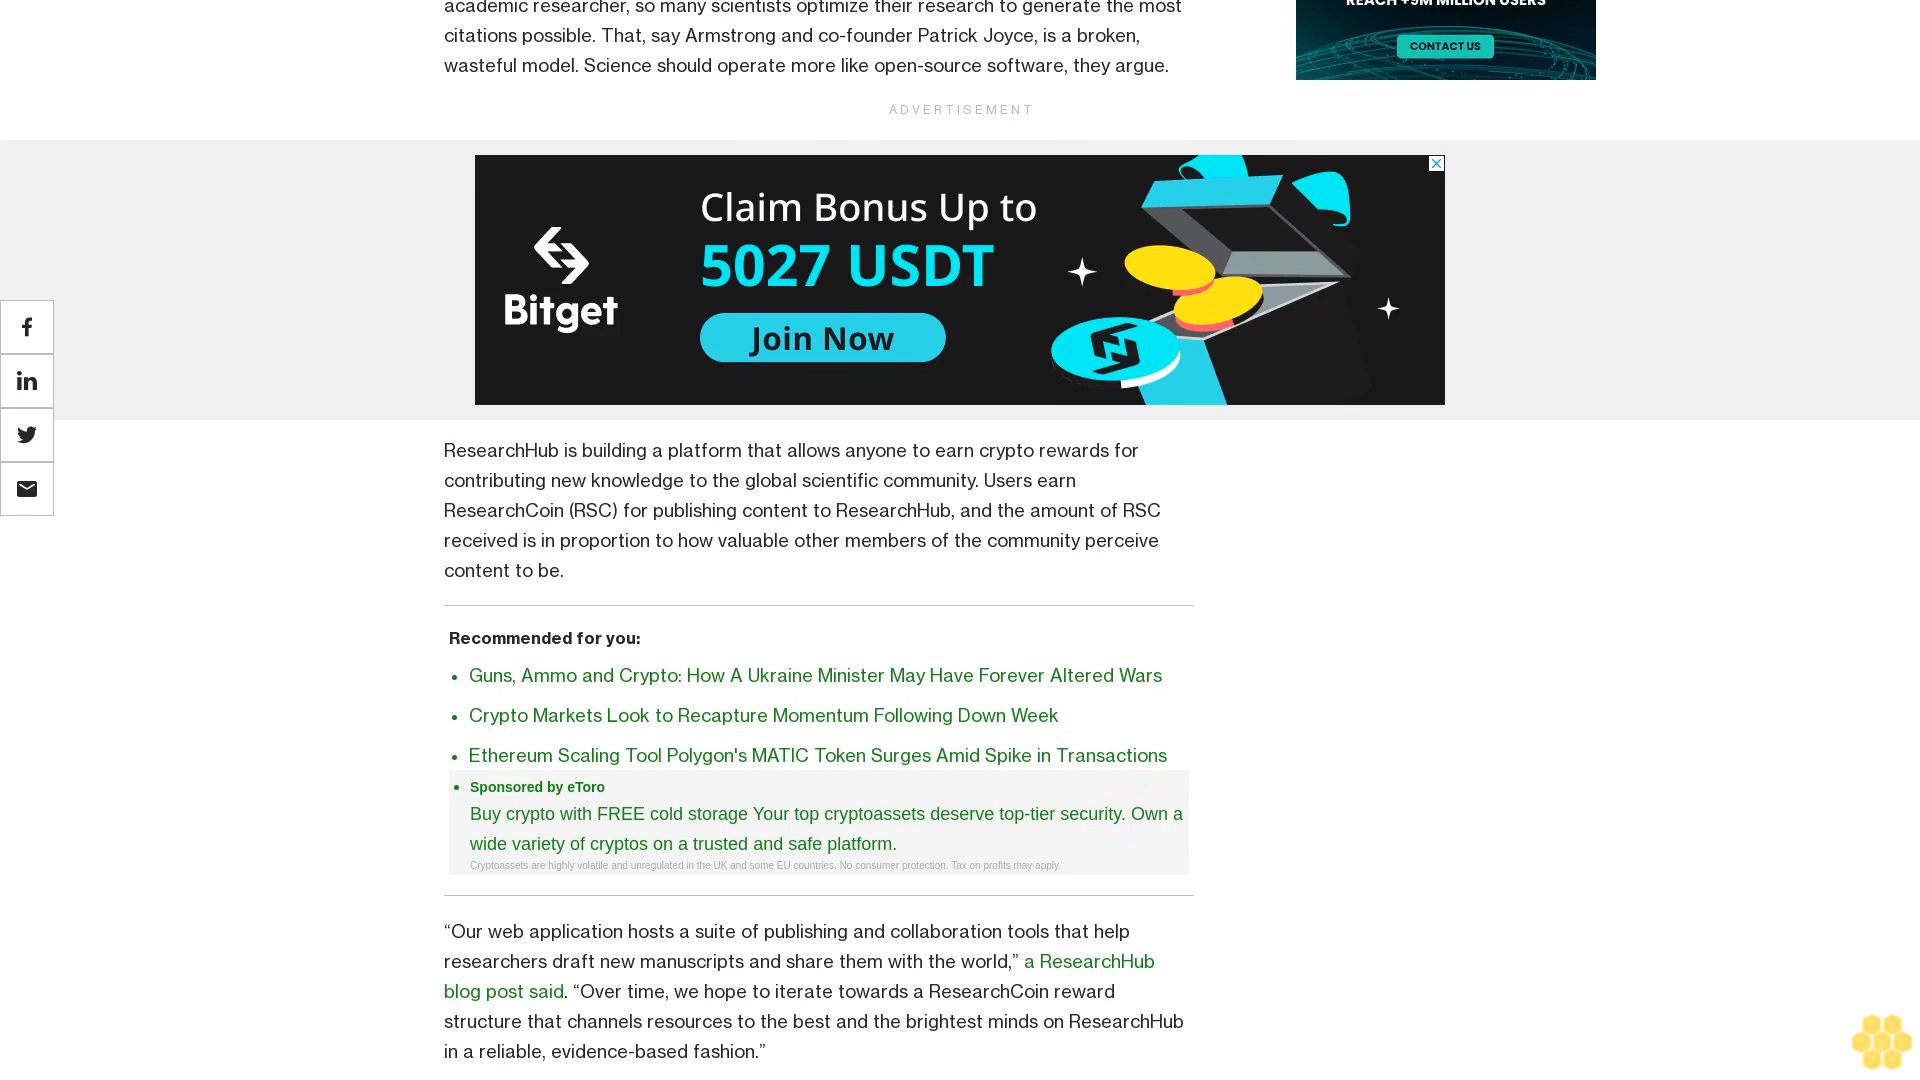 academic researcher, so many scientists optimize their research to generate the most
citations possible. That, say Armstrong and co-founder Patrick Joyce, is a broken,
wasteful model. Science should operate more like open-source software, they argue.
REACH +9M MILLION USERS
CONTACT US
ADVERTISEMENT
Claim Bonus Up to
5027 USDT
Join Now
Bitget
ResearchHub is building a platform that allows anyone to earn crypto rewards for
contributing new knowledge to the global scientific community. Users earn
ResearchCoin (RSC) for publishing content to ResearchHub, and the amount of RSC
received is in proportion to how valuable other members of the community perceive
content to be.
Recommended for you:
• Guns, Ammo and Crypto: How A Ukraine Minister May Have Forever Altered Wars
• Crypto Markets Look to Recapture Momentum Following Down Week
• Ethereum Scaling Tool Polygon's MATIC Token Surges Amid Spike in Transactions
• Sponsored by eToro
Buy crypto with FREE cold storage Your top cryptoassets deserve top-tier security. Own a
wide variety of cryptos on a trusted and safe platform.
Cryptoassets are highly volatile and unregulated in the UK and some EU countries. No consumer protection. Tax on profits may apply.
“Our web application hosts a suite of publishing and collaboration tools that help
researchers draft new manuscripts and share them with the world,” a ResearchHub
blog post said. “Over time, we hope to iterate towards a ResearchCoin reward
structure that channels resources to the best and the brightest minds on ResearchHub
in a reliable, evidence-based fashion.”